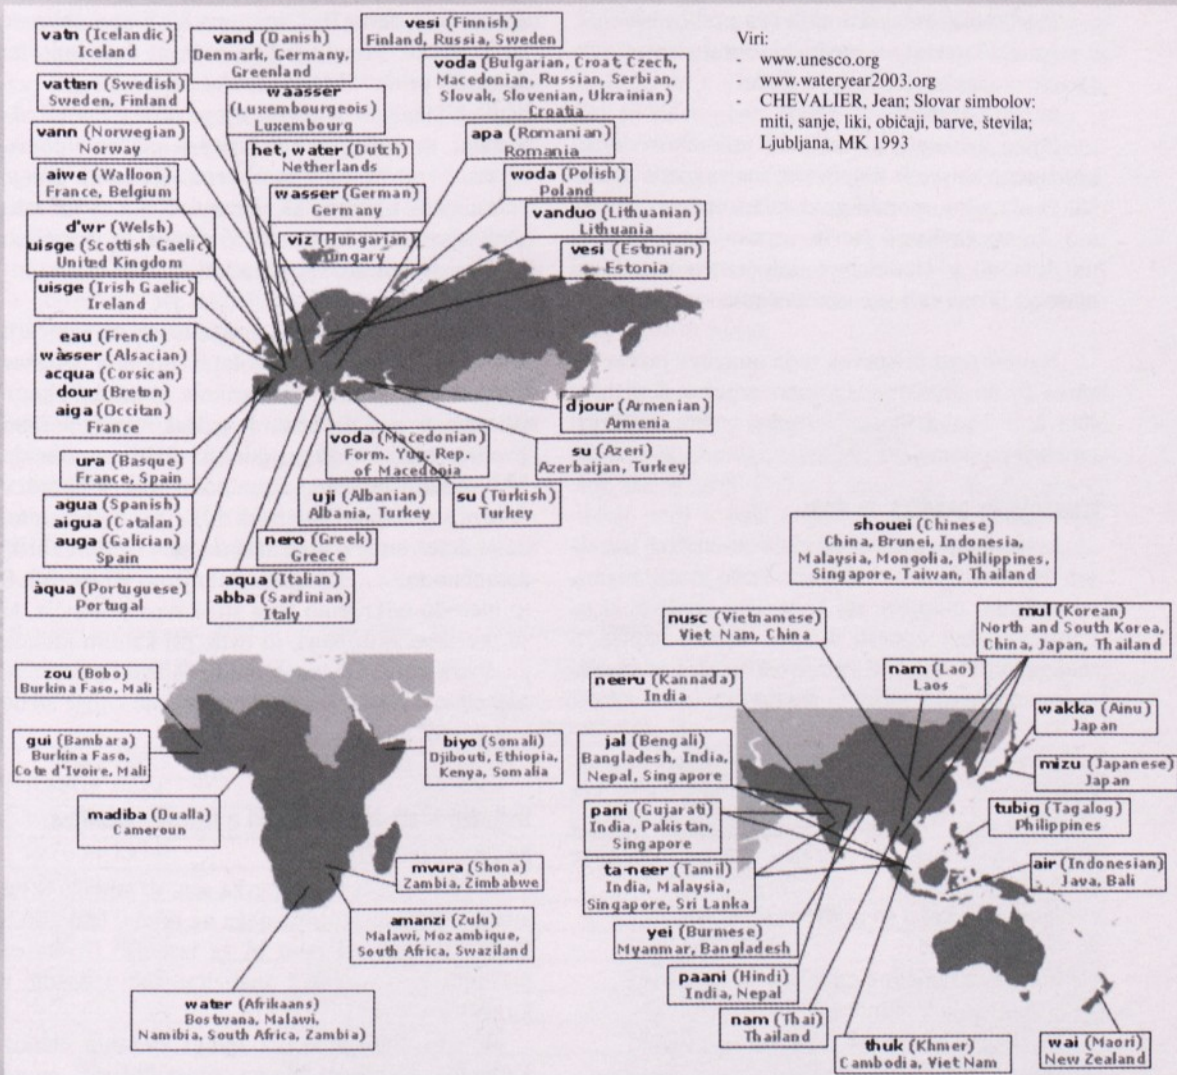 vatn (Icelandic)
Iceland
vand (Danish)
Denmark, Germany,
Greenland
vesi (Finnish)
Finland, Russia, Sweden
Viri:
www.unesco.org
www.wateryear2003.org
- CHEVALIER, Jean; Slovar simbolov:
miti, sanje, liki, običaji, barve, števila;
Ljubljana, MK 1993
vatten (Swedish)
Sweden, Finland
waasser
(Luxembourgeois)
Luxembourg
voda (Bulgarian, Croat, Czech,
Macedonian, Russian, Serbian,
Slovak, Slovenian, Ukrainian)
Croatia
vann (Norwegian)
Norway
het, water (Dutch)
Netherlands
apa (Romanian)
Romania
aiwe (Walloon)
France, Belgium
wasser (German)
Germany
woda (Polish)
Poland
d'wr (Welsh)
uisge (Scottish Gaelic)
United Kingdom
viz (Hungarian)
Hungary
vanduo (Lithuanian)
Lithuania
vesi (Estonian)
Estonia
uisge (Irish Gaelic)
Ireland
eau (French)
wàsser (Alsacian)
acqua (Corsican)
dour (Breton)
aiga (Occitan)
France
djour (Armenian)
Armenia
voda (Macedonian)
Form. Yug. Rep.
of Macedonia
su (Azeri)
Azerbaijan, Turkey
ura (Basque)
France, Spain
uji (Albanian)
Albania, Turkey
su (Turkish)
Turkey
agua (Spanish)
aigua (Catalan)
auga (Galician)
Spain
nero (Greek)
Greece
àqua (Portuguese)
Portugal
aqua (Italian)
abba (Sardinian)
Italy
shouei (Chinese)
China, Brunei, Indonesia,
Malaysia, Mongolia, Philippines,
Singapore, Taiwan, Thailand
nusc (Vietnamese)
Viet Nam, China
mul (Korean)
North and South Korea,
China, Japan, Thailand
zou (Bobo)
Burkina Faso, Mali
neeru (Kannada)
India
nam (Lao)
Laos
wakka (Ainu)
Japan
gui (Bambara)
Burkina Faso,
Cote d'Ivoire, Mali
biyo (Somali)
Djibouti, Ethiopia,
Kenya, Somalia
jal (Bengali)
Bangladesh, India,
Nepal, Singapore
mizu (Japanese)
Japan
madiba (Dualla)
Cameroun
pani (Gujarati)
India, Pakistan,
Singapore
tubig (Tagalog)
Philippines
mvura (Shona)
Zambia, Zimbabwe
ta-neer (Tamil)
India, Malaysia,
Singapore, Sri Lanka
air (Indonesian)
Java, Bali
amanzi (Zulu)
Malawi, Mozambique,
South Africa, Swaziland
yei (Burmese)
Myanmar, Bangladesh
paani (Hindi)
India, Nepal
water (Afrikaans)
Bostwana, Malawi,
Namibia, South Africa, Zambia)
nam (Thai)
Thailand
thuk (Khmer)
Cambodia, Viet Nam
wai (Maori)
New Zealand